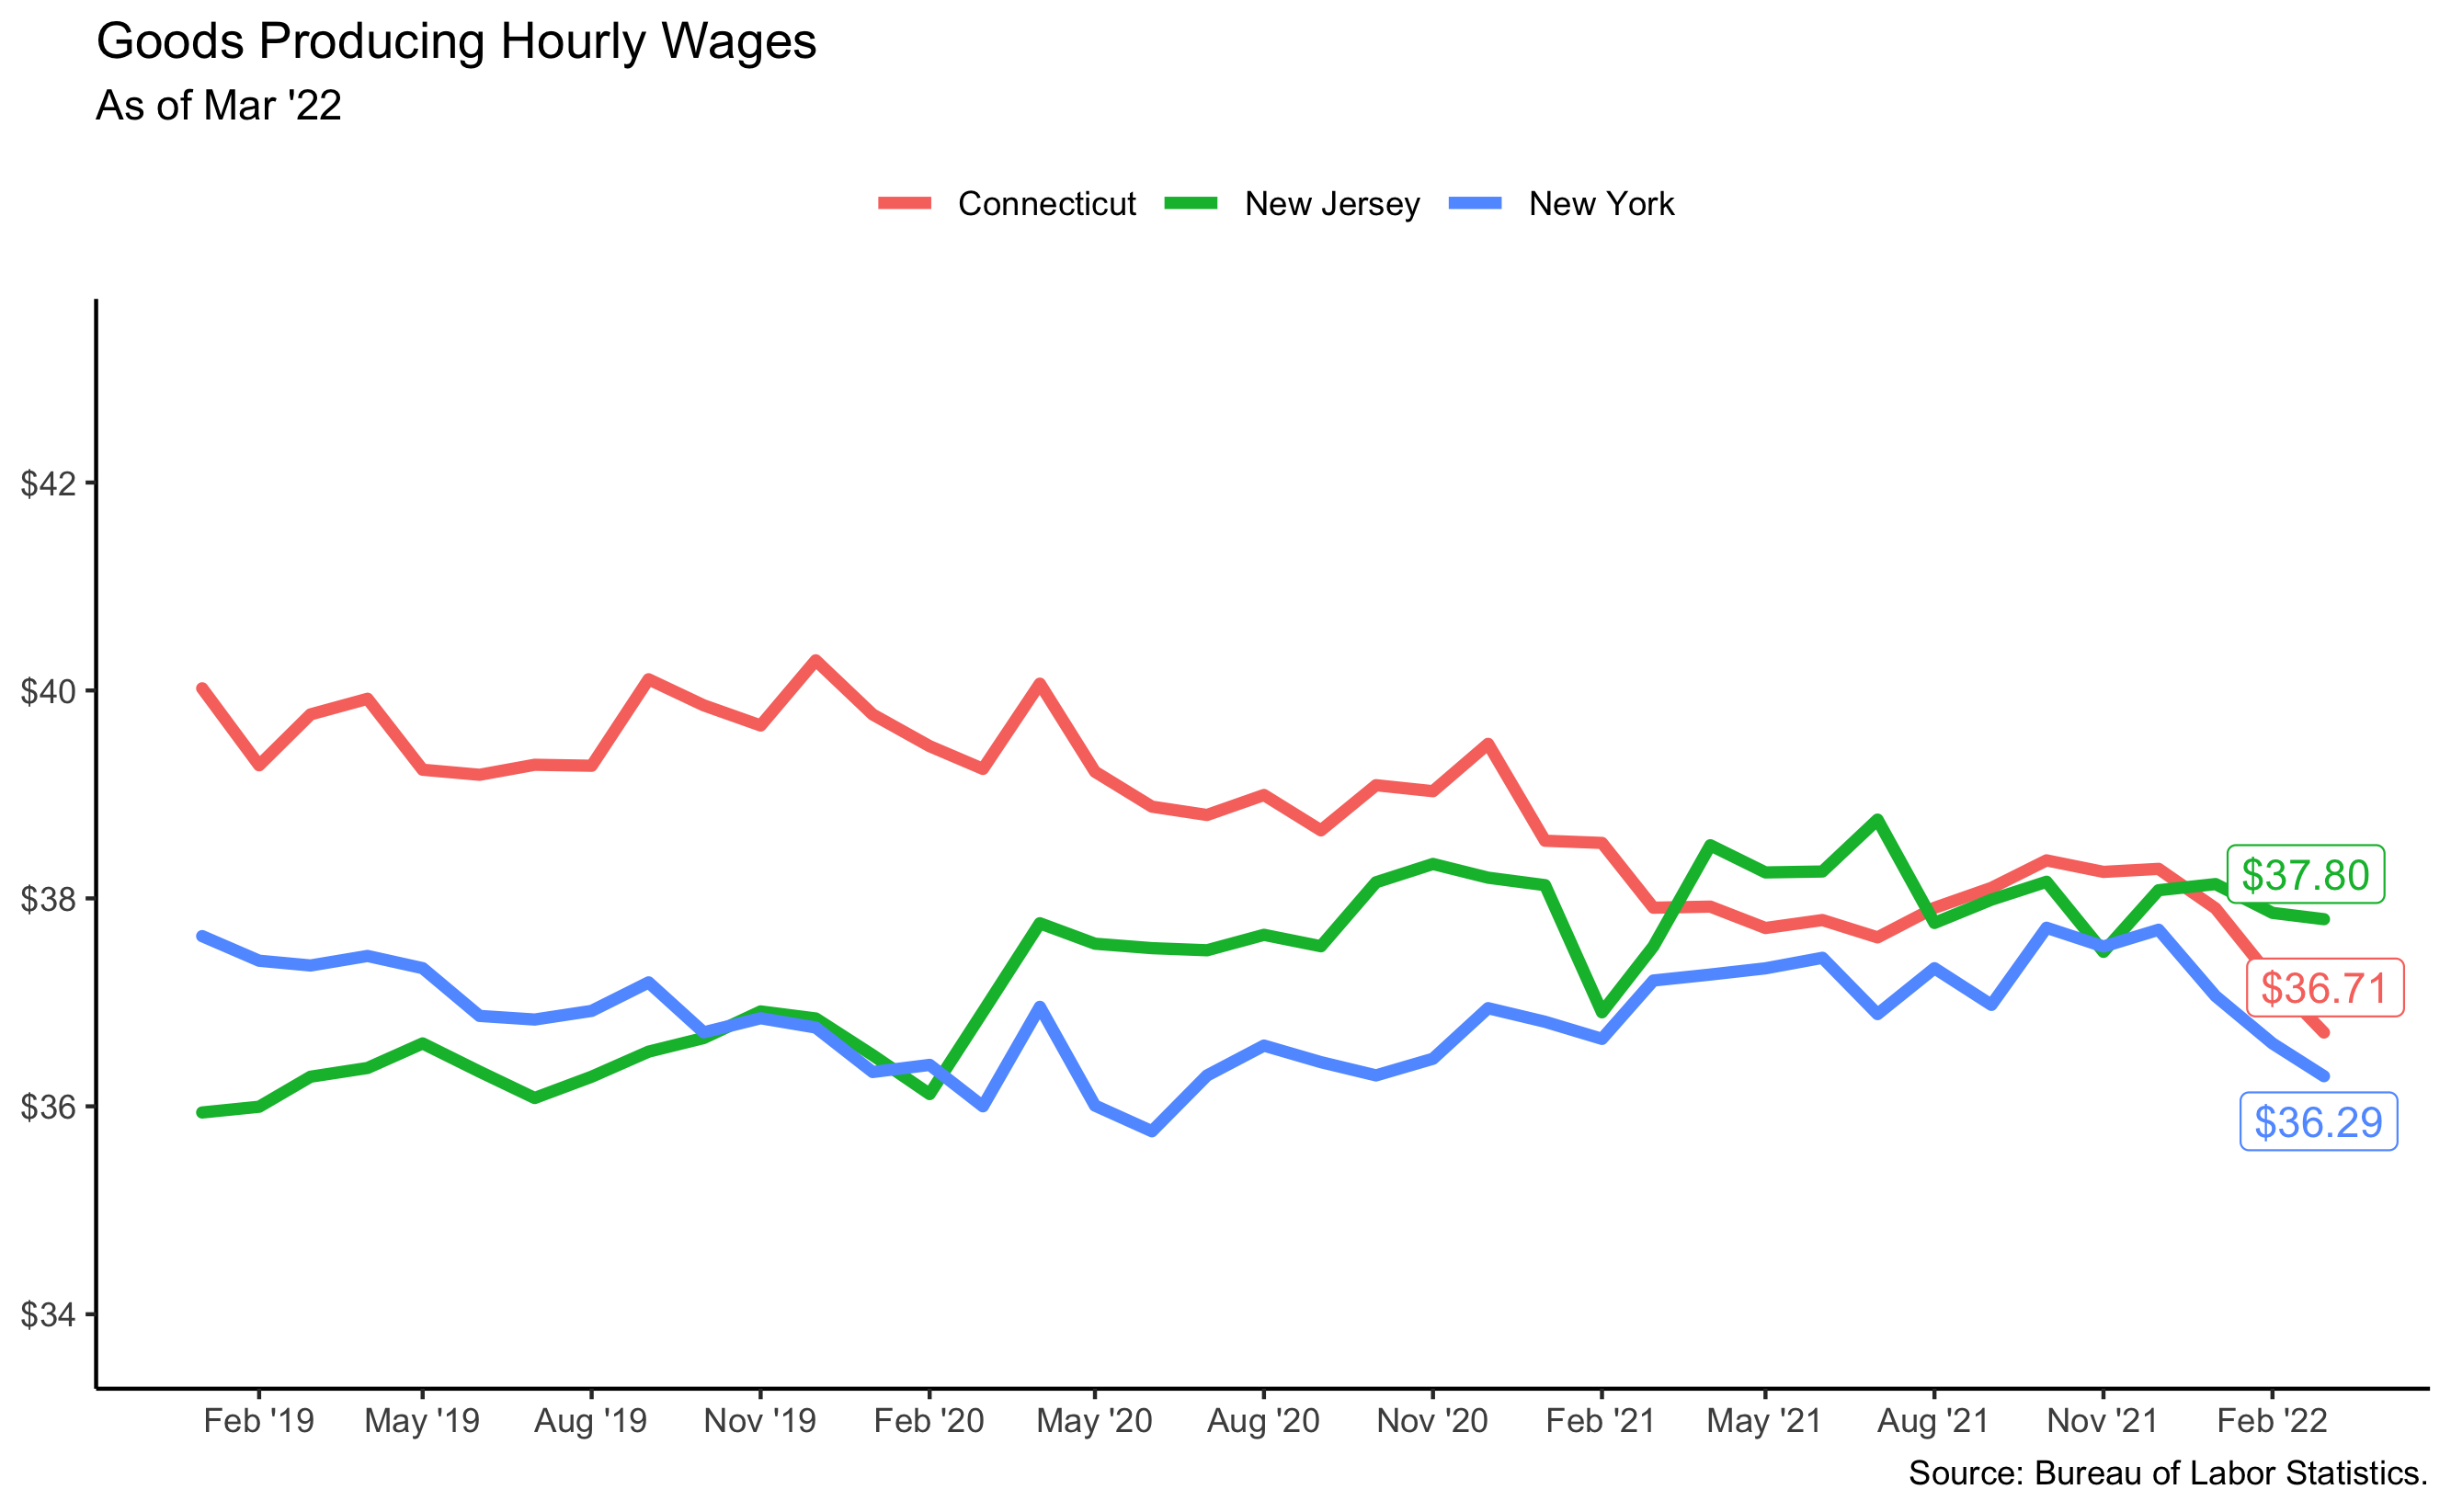 Goods Producing Hourly Wages
As of Mar '22
Connecticut New Jersey New York
$42
$40
$38
$36
$34
$37.80
$36.71
$36.29
Feb '19 May '19 Aug '19 Nov '19 Feb '20 May '20 Aug '20 Nov '20 Feb '21 May '21 Aug '21 Nov '21 Feb '22
Source: Bureau of Labor Statistics.